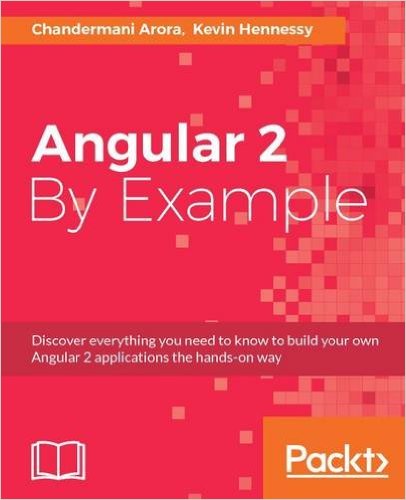 Chandermani Arora, Kevin Hennessy
Angular 2
By Example
Discover everything you need to know to build your own
Angular 2 applications the hands-on way
Packt>